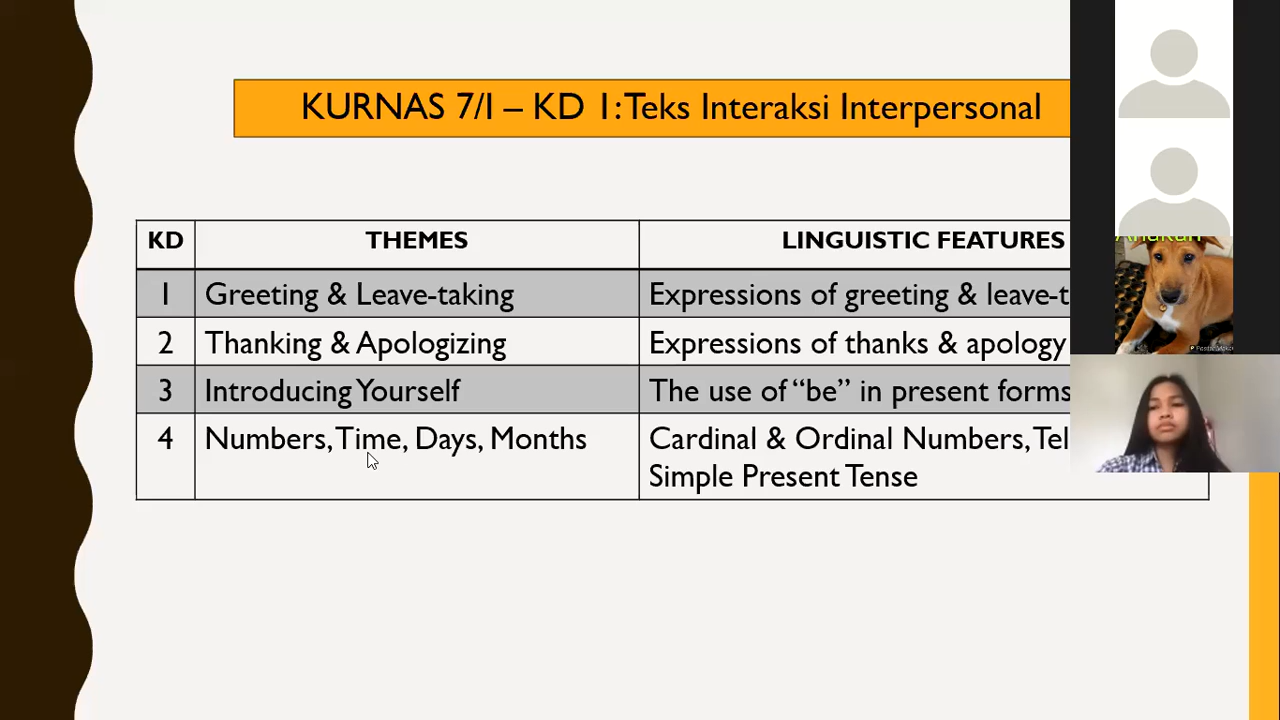 KURNAS 7/I – KD 1: Teks Interaksi Interpersonal
KD THEMES LINGUISTIC FEATURES
1 Greeting & Leave-taking Expressions of greeting &
2 Thanking & Apologizing Expressions of thanks & apology
3 Introducing Yourself The use of “be” in present forms
4 Numbers, Time, Days, Months Cardinal & Ordinal Numbers,
Simple Present Tense